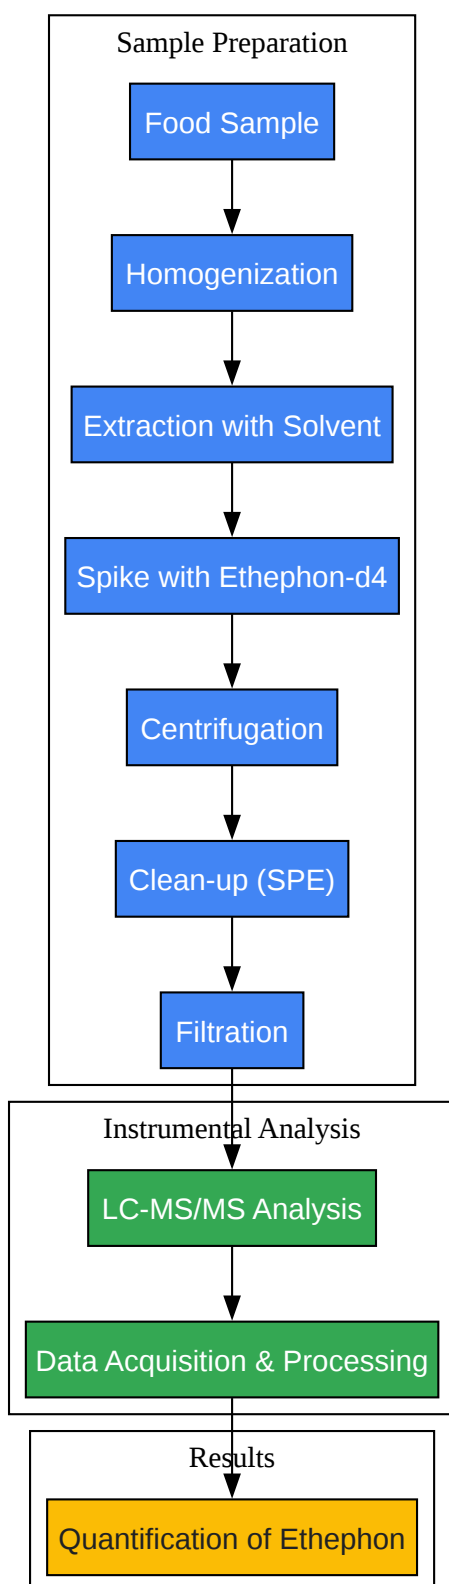 Sample Preparation
Food Sample
Homogenization
Extraction with Solvent
Spike with Ethephon-d4
Centrifugation
Clean-up (SPE)
Filtration
Instrumental Analysis
LC-MS/MS Analysis
Data Acquisition & Processing
Results
Quantification of Ethephon